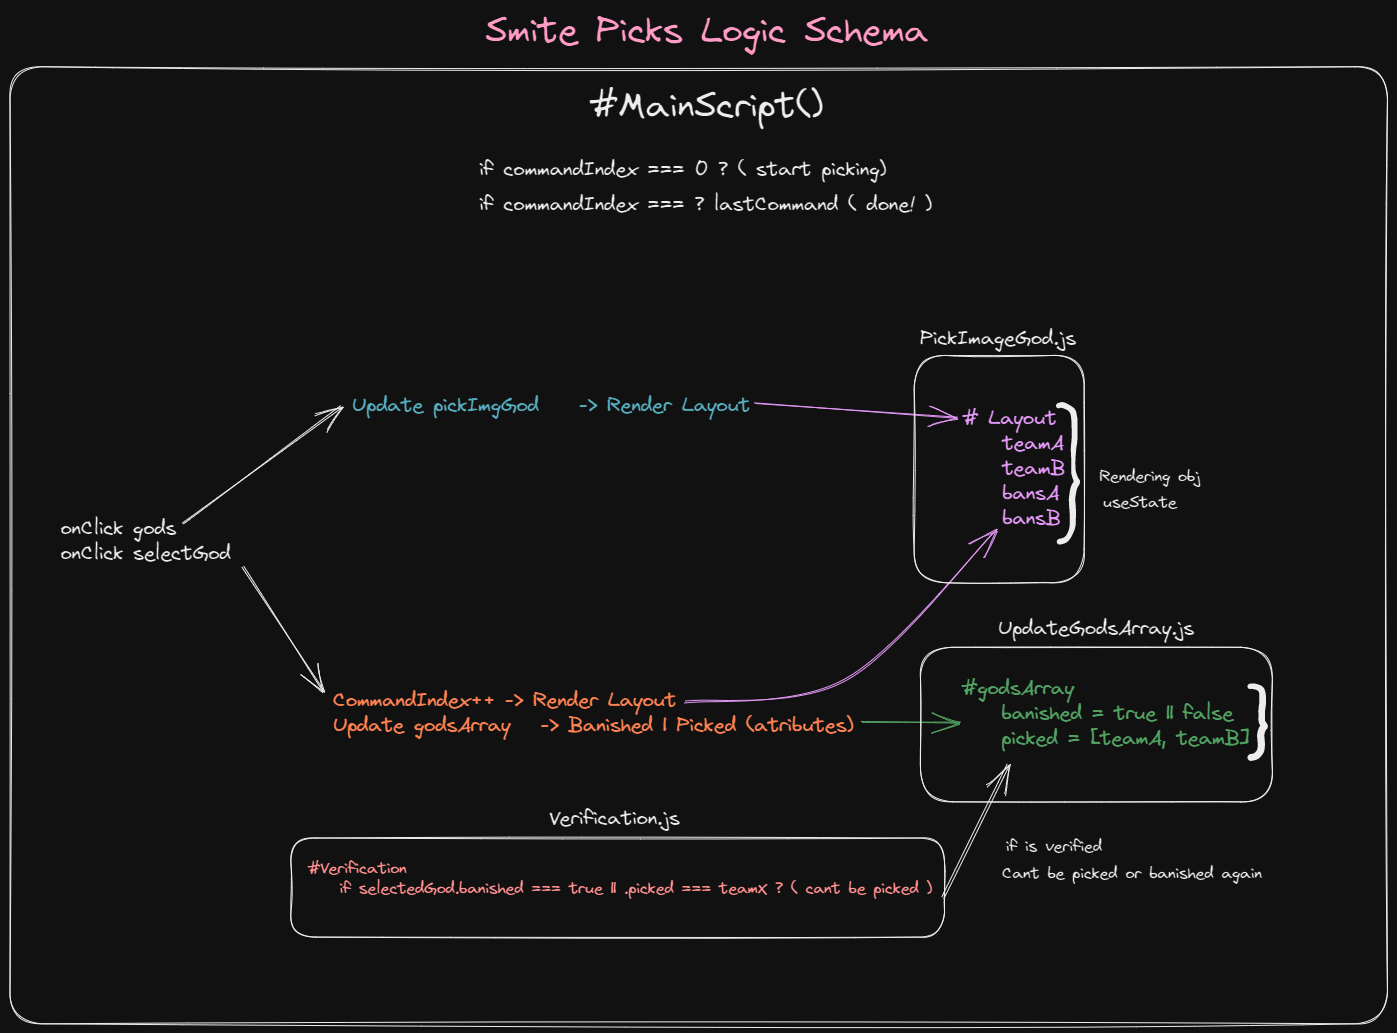 Smite Picks Logic Schema
#MainScript()
if commandIndex === 0 ? ( start picking)
if commandIndex === ? lastCommand ( done! )
PickImageGod.js
Update pickImgGod -> Render Layout
# Layout
teamA
teamB
bansA
bansB
Rendering obj
useState
onClick gods
onClick selectGod
UpdateGodsArray.js
CommandIndex++ -> Render Layout
Update godsArray -> Banished | Picked (atributes)
#godsArray
banished = true || false
picked = [teamA, teamB]
Verification.js
#Verification
if selectedGod.banished === true || .picked === teamX ? ( cant be picked )
if is verified
Cant be picked or banished again